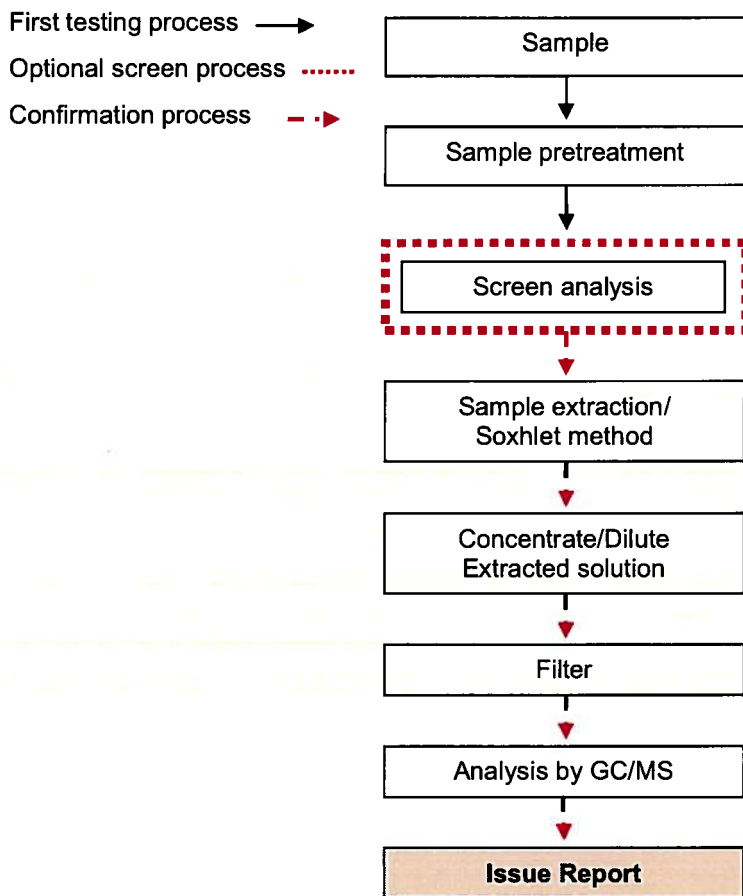 First testing process
Optional screen process
Confirmation process
Sample
Sample pretreatment
Screen analysis
Sample extraction/
Soxhlet method
Concentrate/Dilute
Extracted solution
Filter
Analysis by GC/MS
Issue Report